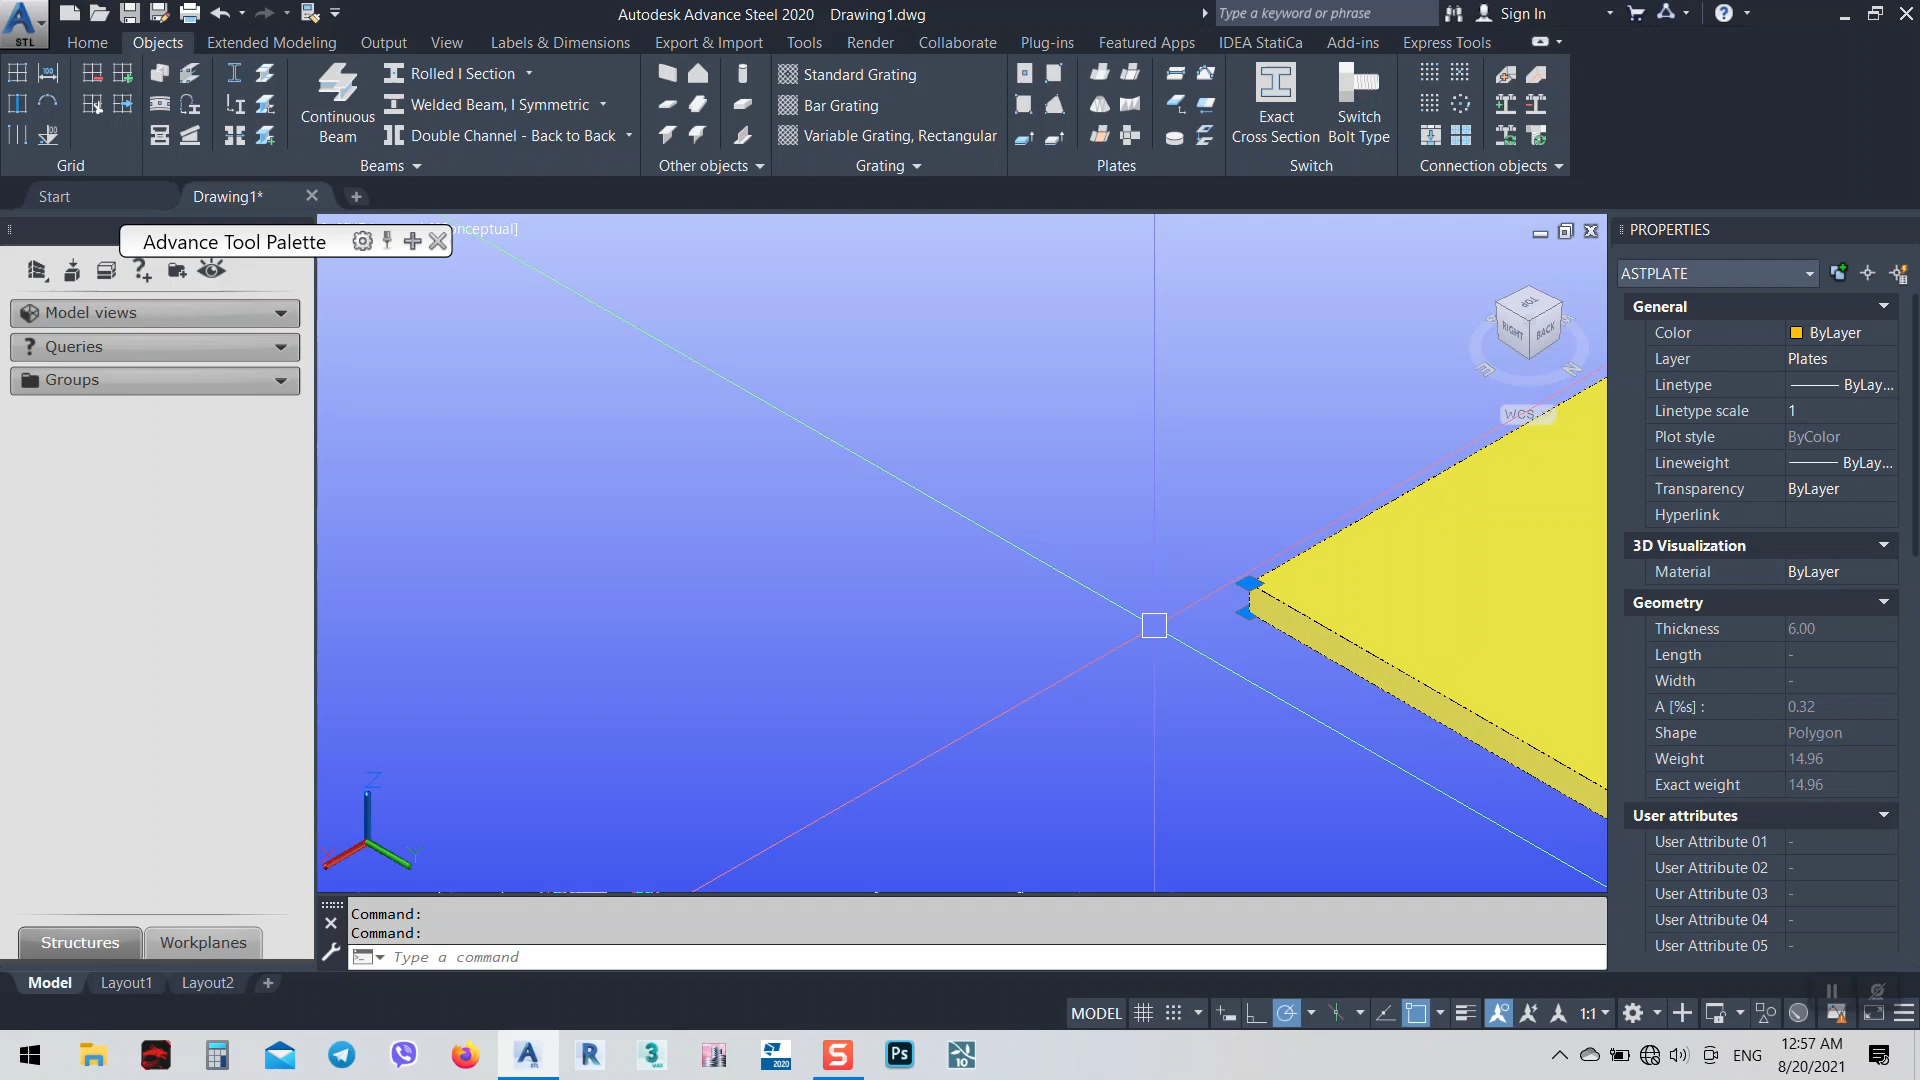 Autodesk Advance Steel 2020 Drawing1.dwg
Type a keyword or phrase
Sign In
STL
Home Objects Extended Modeling Output View Labels & Dimensions Export & Import Tools Render Collaborate Plug-ins Featured Apps IDEA StatiCa Add-ins Express Tools
Continuous
Beam
Rolled I Section
Welded Beam, I Symmetric
Double Channel - Back to Back
Standard Grating
Bar Grating
Variable Grating, Rectangular
Exact
Cross Section
Switch
Bolt Type
Grid Beams Other objects Grating Plates Switch Connection objects
Start Drawing1*
Advance Tool Palette
onceptual]
Model views
Queries
Groups
Structures Workplanes
TOP
RIGHT
BACK
E
N
WCS
Z
X
Y
PROPERTIES
ASTPLATE
General
Color ByLayer
Layer Plates
Linetype ByLay...
Linetype scale 1
Plot style ByColor
Lineweight ByLay...
Transparency ByLayer
Hyperlink
3D Visualization
Material ByLayer
Geometry
Thickness 6.00
Length -
Width -
A [%s] : 0.32
Shape Polygon
Weight 14.96
Exact weight 14.96
User attributes
User Attribute 01 -
User Attribute 02 -
User Attribute 03 -
User Attribute 04 -
User Attribute 05 -
Command:
Command:
Type a command
Model Layout1 Layout2
MODEL 1:1
ENG
12:57 AM
8/20/2021